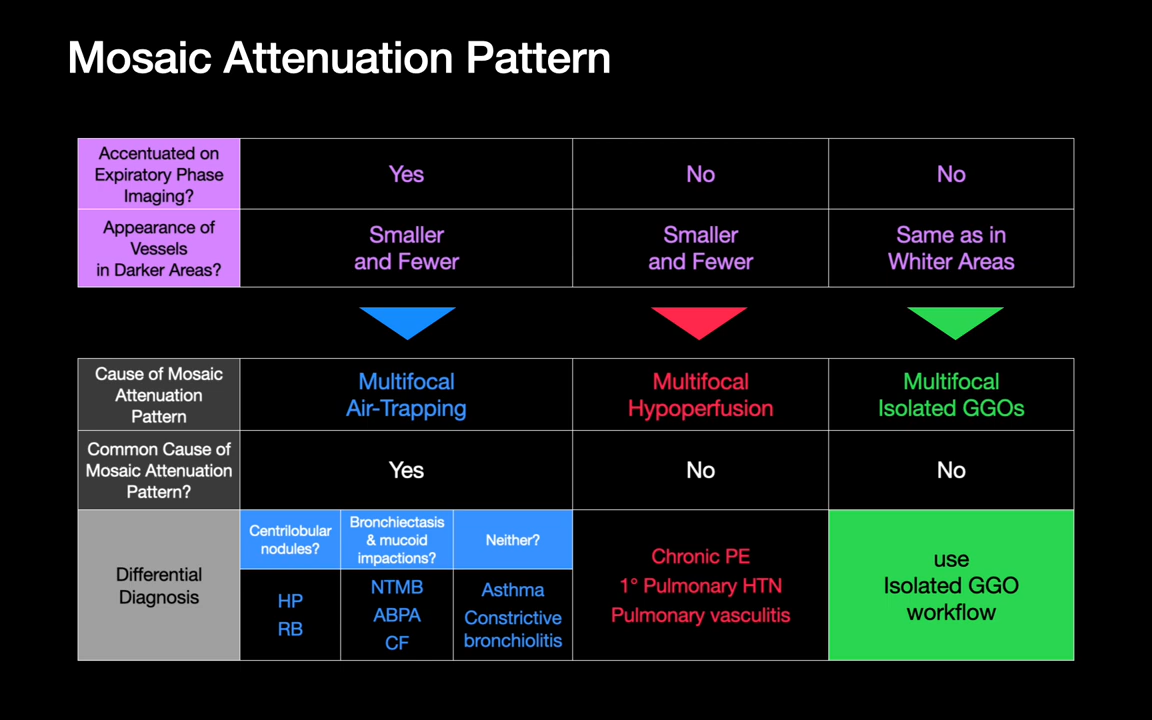 Mosaic Attenuation Pattern
Accentuated on
Expiratory Phase
Imaging?
Yes
No
No
Appearance of
Vessels
in Darker Areas?
Smaller
and Fewer
Smaller
and Fewer
Same as in
Whiter Areas
Cause of Mosaic
Attenuation
Pattern
Multifocal
Air-Trapping
Multifocal
Hypoperfusion
Multifocal
Isolated GGOs
Common Cause of
Mosaic Attenuation
Pattern?
Yes
No
No
Differential
Diagnosis
Centrilobular
nodules?
HP
RB
Bronchiectasis
& mucoid
impactions?
NTMB
ABPA
CF
Neither?
Asthma
Constrictive
bronchiolitis
Chronic PE
1° Pulmonary HTN
Pulmonary vasculitis
use
Isolated GGO
workflow